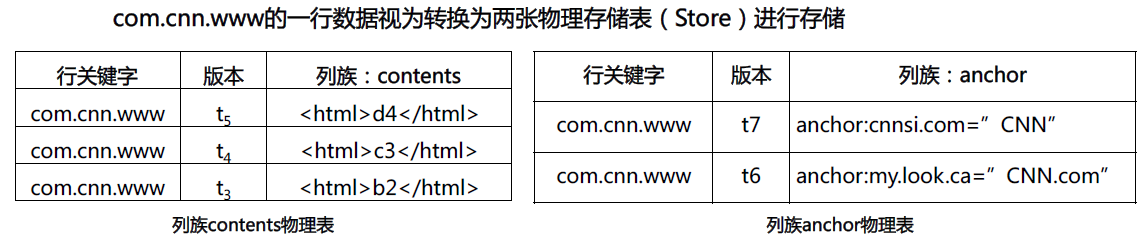 com.cnn.www的一行数据视为转换为两张物理存储表（Store）进行存储
行关键字 版本 列族：contents
com.cnn.www t5 <html>d4</html>
com.cnn.www t4 <html>c3</html>
com.cnn.www t3 <html>b2</html>
列族contents物理表
行关键字 版本 列族：anchor
com.cnn.www t7 anchor:cnnsi.com=”CNN”
com.cnn.www t6 anchor:my.look.ca=”CNN.com”
列族anchor物理表